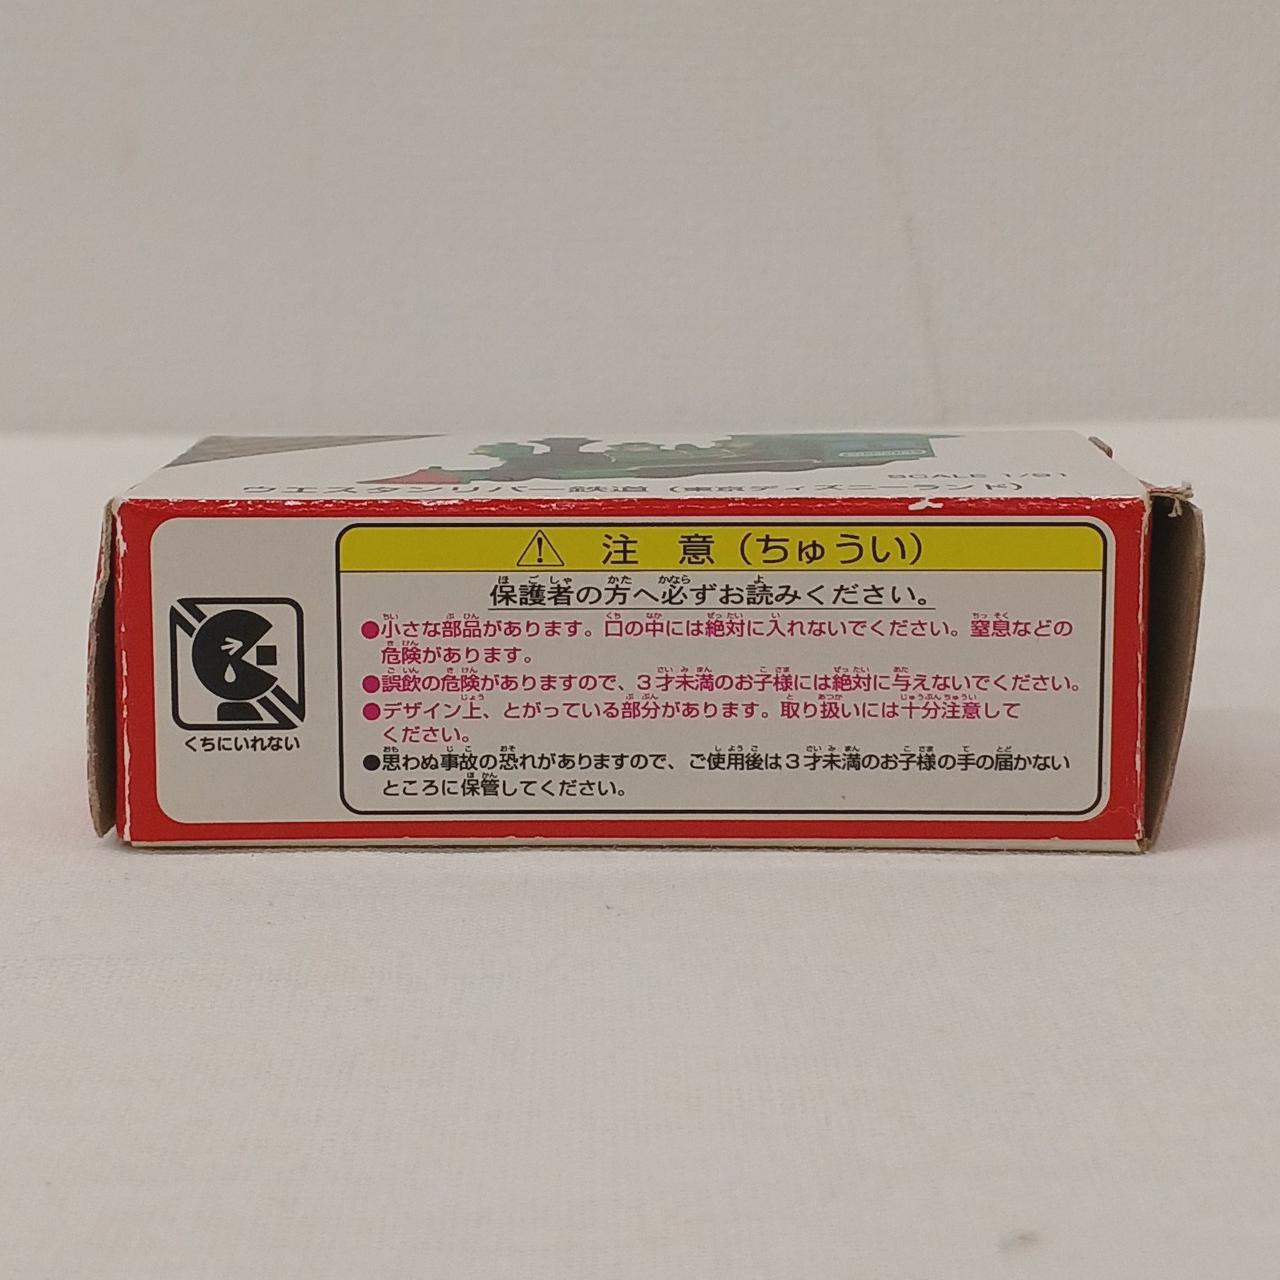 SCALE 1/91
ウエスタンリバー鉄道 (東京ディズニーランド)
注 意 (ちゅうい)
保護者の方へ必ずお読みください。
●小さな部品があります。口の中には絶対に入れないでください。窒息などの
危険があります。
●誤飲の危険がありますので、3才未満のお子様には絶対に与えないでください。
●デザイン上、とがっている部分があります。取り扱いには十分注意して
ください。
●思わぬ事故の恐れがありますので、ご使用後は3才未満のお子様の手の届かない
ところに保管してください。
くちにいれない